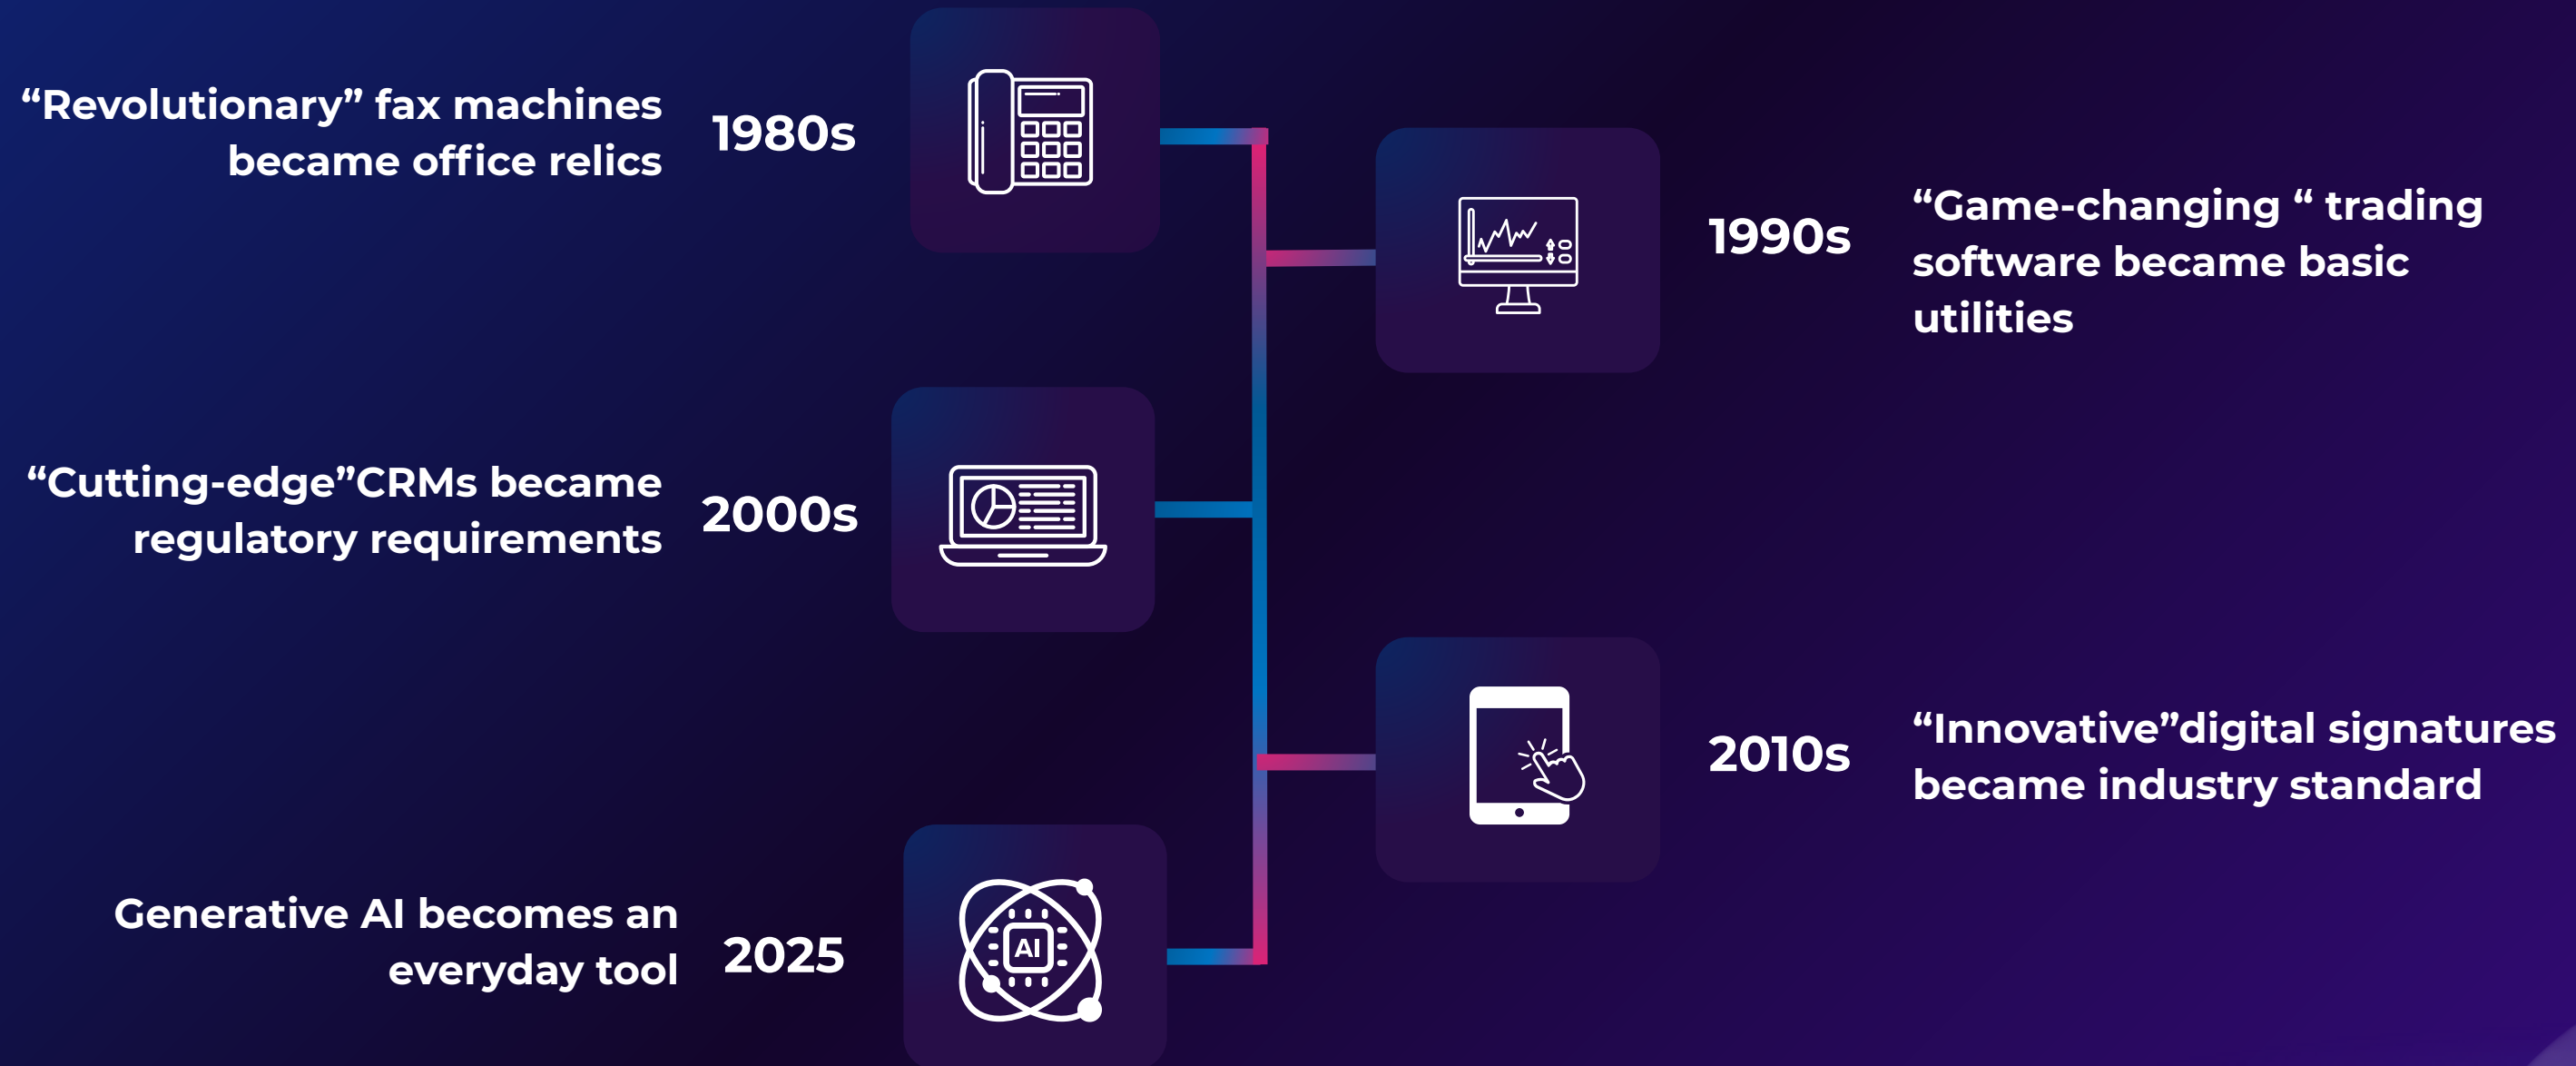 “Revolutionary” fax machines
became office relics
1980s
1990s
“Game-changing “ trading
software became basic
utilities
“Cutting-edge”CRMs became
regulatory requirements
2000s
2010s
“Innovative”digital signatures
became industry standard
Generative AI becomes an
everyday tool
2025
AI